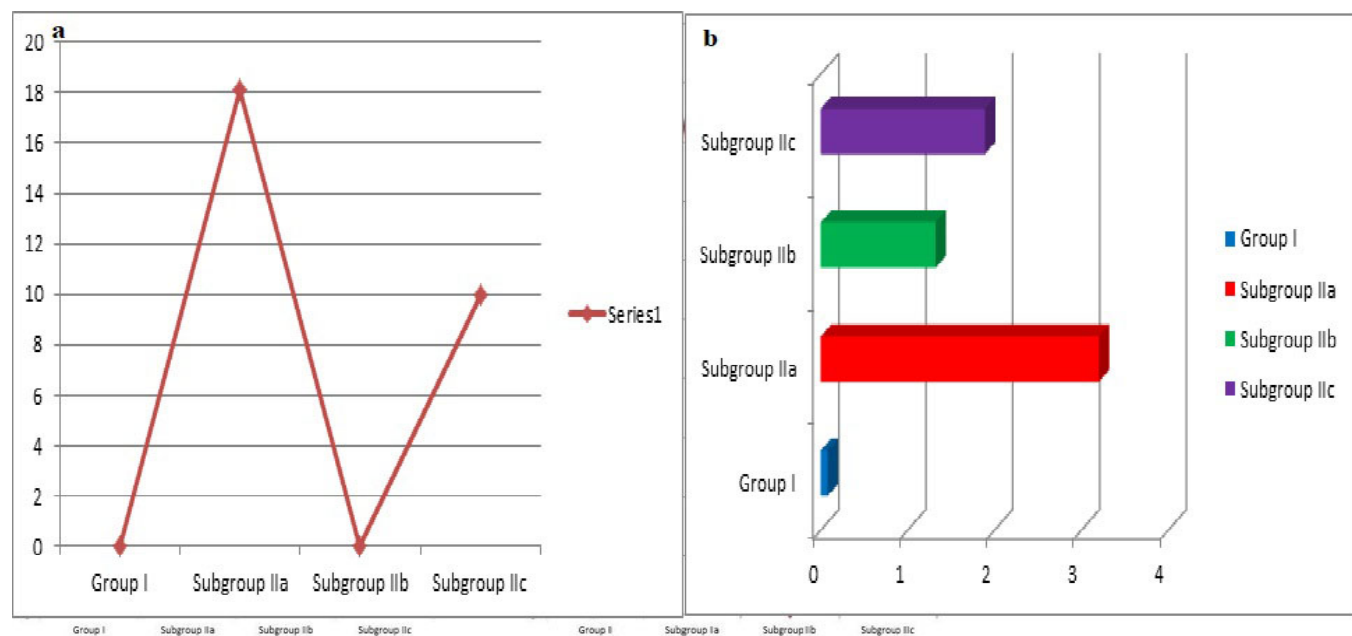 a
20
18
16
14
12
10
8
6
4
2
0
Group I Subgroup IIa Subgroup IIb Subgroup IIc
Series1
b
Subgroup IIc
Subgroup IIb
Subgroup IIa
Group I
0 1 2 3 4
Group I
Subgroup IIa
Subgroup IIb
Subgroup IIc
Group I Subgroup IIa Subgroup IIb Subgroup IIc Group II Subgroup Ia Subgroup IIb Subgroup IIIc